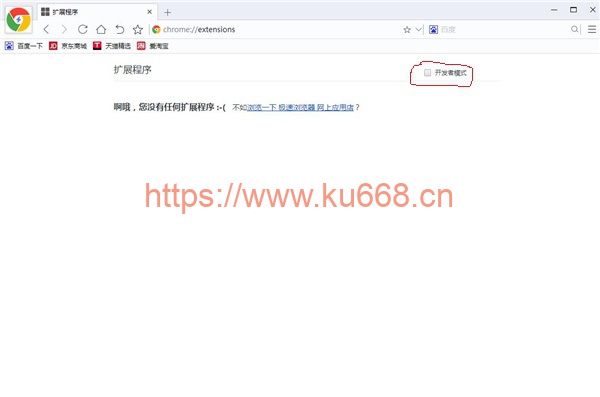 扩展程序
chrome://extensions
百度
百度一下 JD 京东商城 T 天猫精选 淘 爱淘宝
扩展程序
开发者模式
啊哦，您没有任何扩展程序 :-( 不如浏览一下 极速浏览器 网上应用店？
https://www.ku668.cn